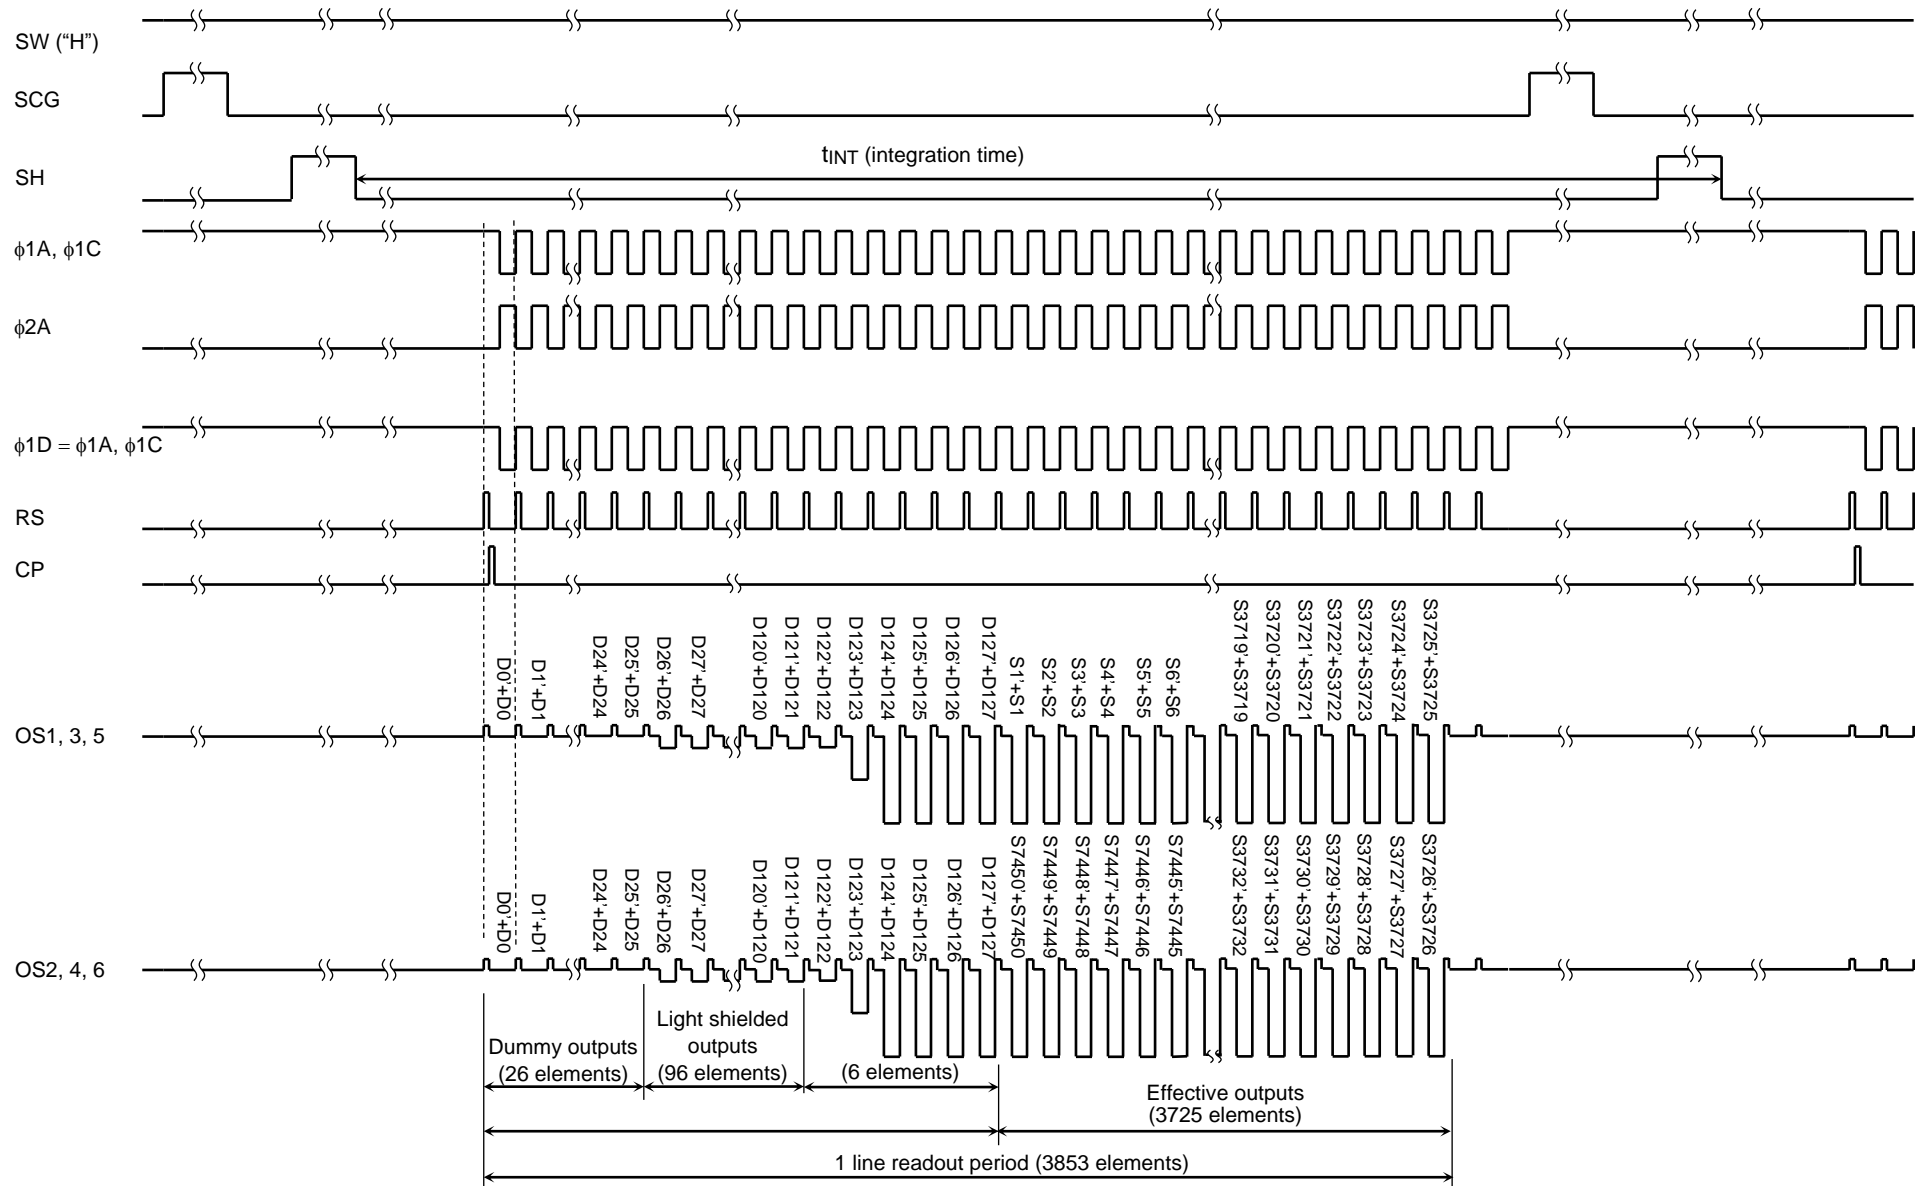 SW (“H”)
SCG
tINT (integration time)
SH
ϕ1A, ϕ1C
ϕ2A
ϕ1D = ϕ1A, ϕ1C
RS
CP
D0’+D0
D1’+D1
D24’+D24
D25’+D25
D26’+D26
D27’+D27
D120’+D120
D121’+D121
D122’+D122
D123’+D123
D124’+D124
D125’+D125
D126’+D126
D127’+D127
S1’+S1
S2’+S2
S3’+S3
S4’+S4
S5’+S5
S6’+S6
S3719’+S3719
S3720’+S3720
S3721’+S3721
S3722’+S3722
S3723’+S3723
S3724’+S3724
S3725’+S3725
OS1, 3, 5
D0’+D0
D1’+D1
D24’+D24
D25’+D25
D26’+D26
D27’+D27
D120’+D120
D121’+D121
D122’+D122
D123’+D123
D124’+D124
D125’+D125
D126’+D126
D127’+D127
S7450’+S7450
S7449’+S7449
S7448’+S7448
S7447’+S7447
S7446’+S7446
S7445’+S7445
S3732’+S3732
S3731’+S3731
S3730’+S3730
S3729’+S3729
S3728’+S3728
S3727’+S3727
S3726’+S3726
OS2, 4, 6
Dummy outputs
(26 elements)
Light shielded
outputs
(96 elements)
(6 elements)
Effective outputs
(3725 elements)
1 line readout period (3853 elements)